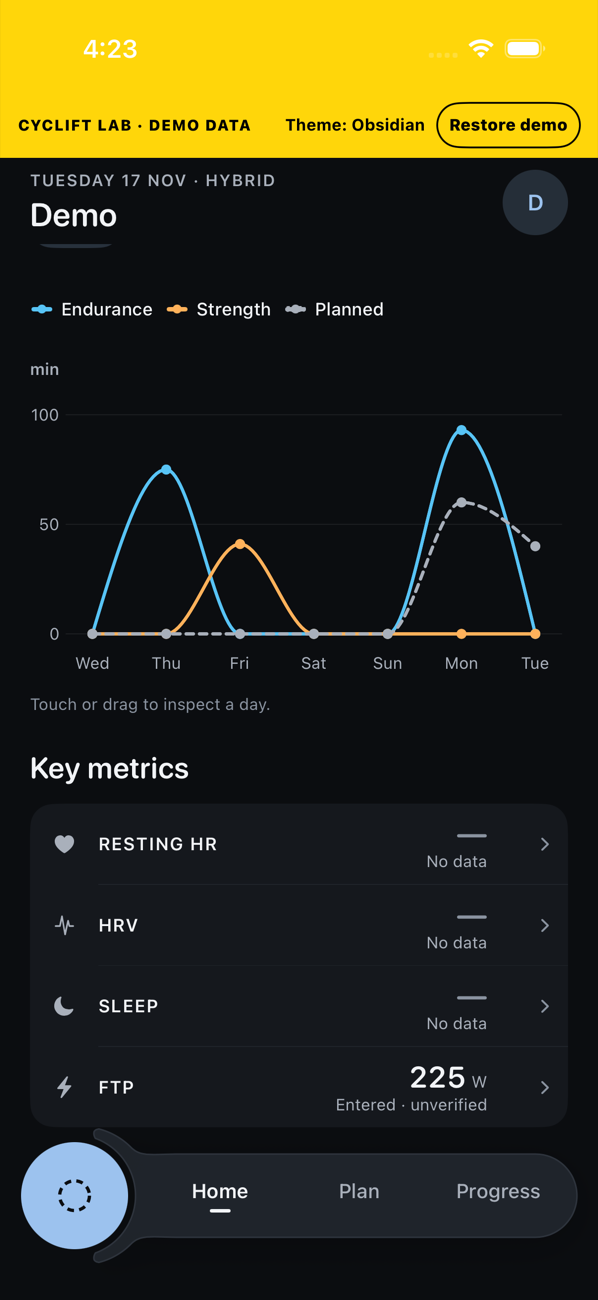 4:23
CYCLIFT LAB · DEMO DATA
Theme: Obsidian
Restore demo
TUESDAY 17 NOV · HYBRID
Demo
D
Endurance
Strength
Planned
min
100
50
0
Wed Thu Fri Sat Sun Mon Tue
Touch or drag to inspect a day.
Key metrics
RESTING HR
—
No data
HRV
—
No data
SLEEP
—
No data
FTP
225 W
Entered · unverified
Home
Plan
Progress